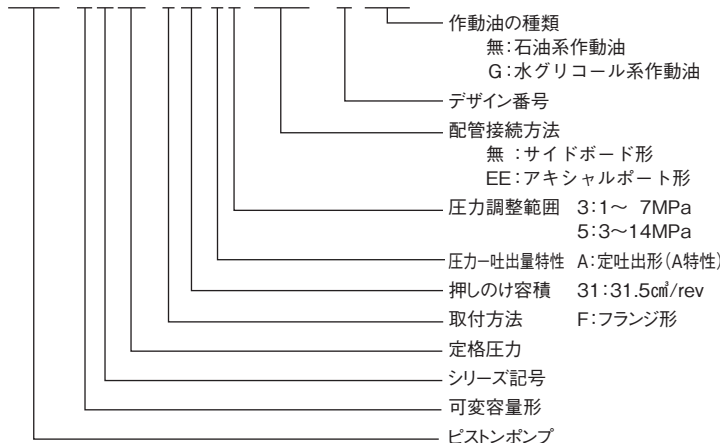 作動油の種類
無:石油系作動油
G:水グリコール系作動油
デザイン番号
配管接続方法
無 :サイドボード形
EE:アキシャルポート形
圧力調整範囲 3:1〜 7MPa
5:3〜14MPa
圧力ー吐出量特性 A:定吐出形(A特性)
押しのけ容積 31:31.5㎤/rev
取付方法 F:フランジ形
定格圧力
シリーズ記号
可変容量形
ピストンポンプ